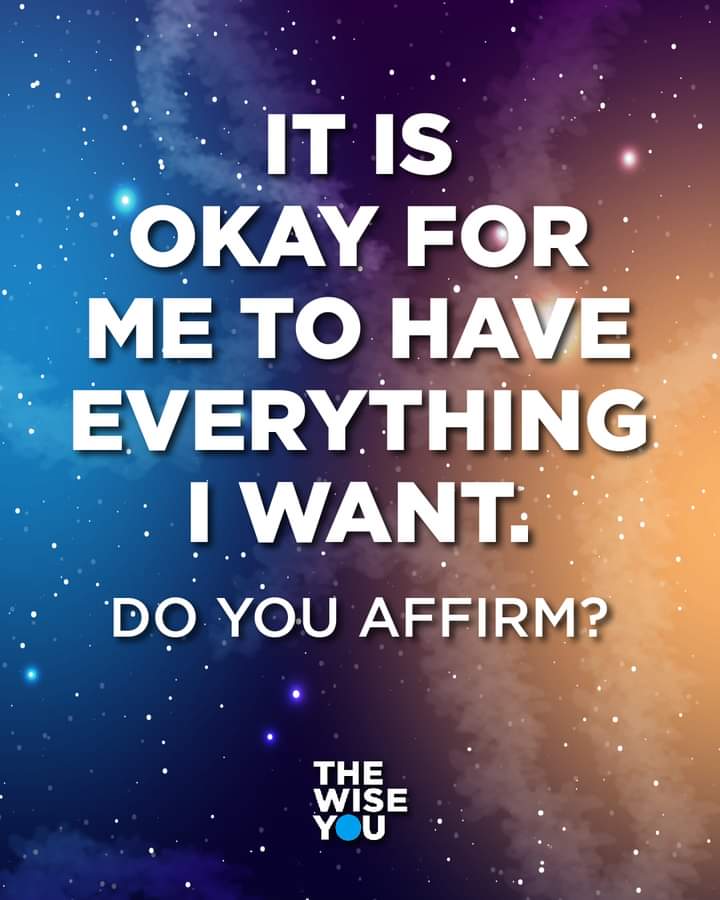 IT IS
OKAY FOR
ME TO HAVE
EVERYTHING
I WANT.
DO YOU AFFIRM?
THE
WISE
YOU